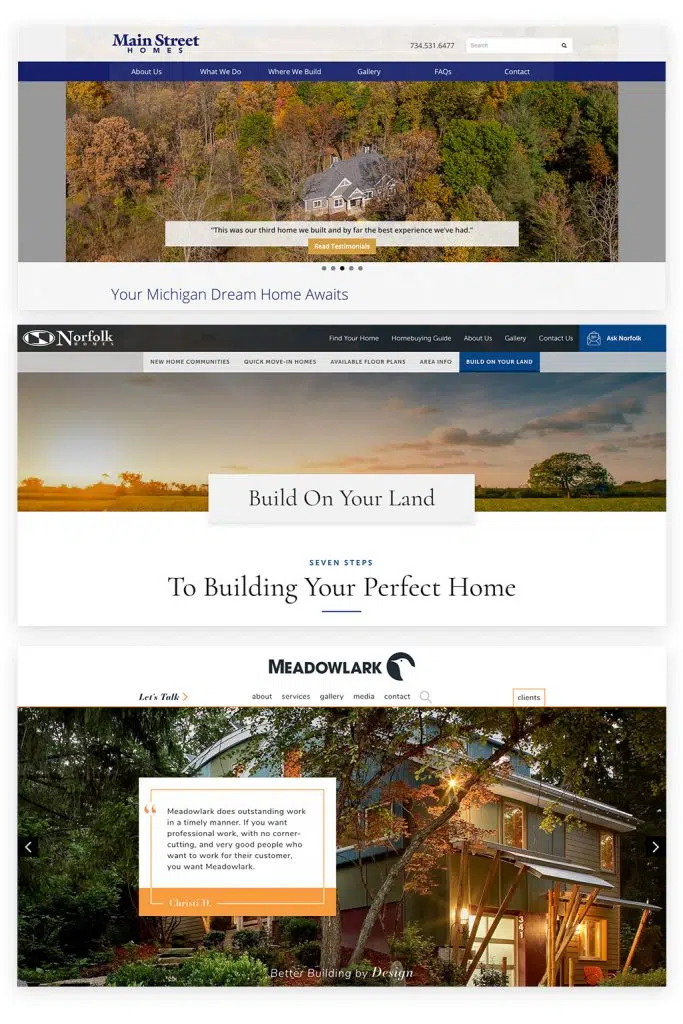 Main Street
HOMES
734.531.6477
Search
About Us What We Do Where We Build Gallery FAQs Contact
"This was our third home we built and by far the best experience we've had."
Read Testimonials
Your Michigan Dream Home Awaits
Norfolk
HOMES
Find Your Home Homebuying Guide About Us Gallery Contact Us Ask Norfolk
NEW HOME COMMUNITIES QUICK MOVE-IN HOMES AVAILABLE FLOOR PLANS AREA INFO BUILD ON YOUR LAND
Build On Your Land
SEVEN STEPS
To Building Your Perfect Home
MEADOWLARK
Let's Talk about services gallery media contact clients
“
Meadowlark does outstanding work
in a timely manner. If you want
professional work, with no corner-
cutting, and very good people who
want to work for their customer,
you want Meadowlark.
Christi D.
341
Better Building by Design